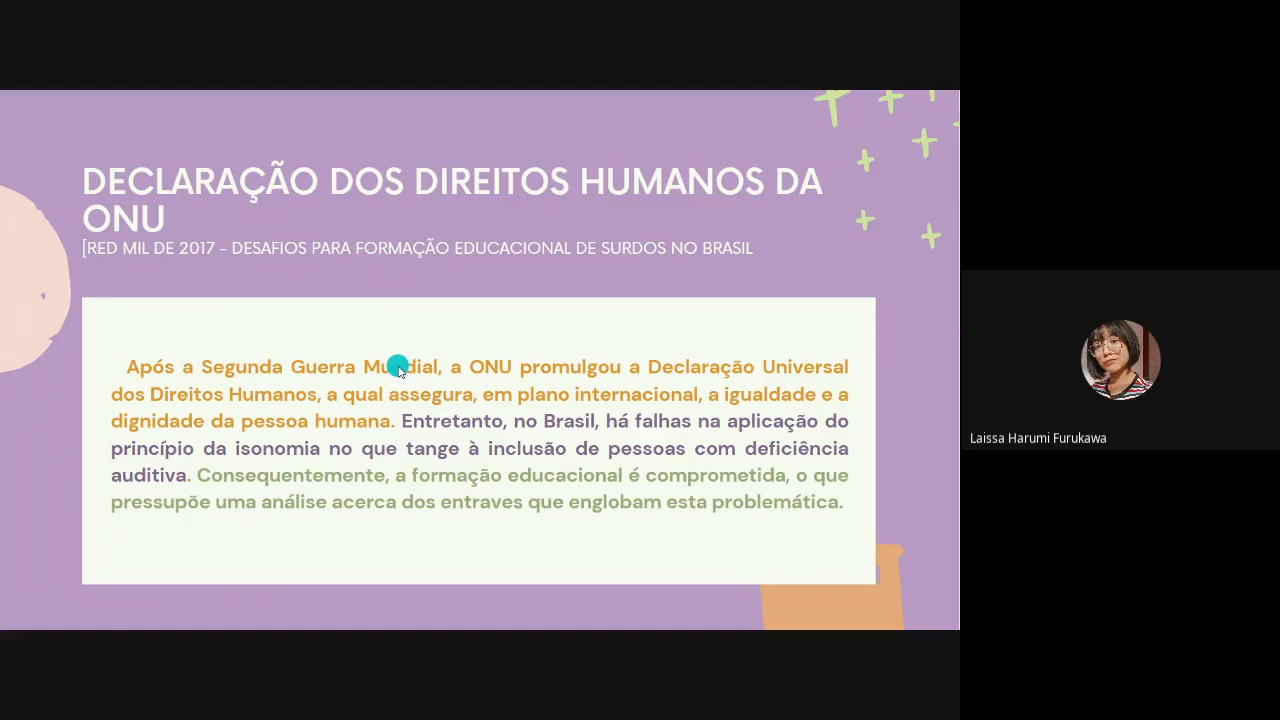 DECLARAÇÃO DOS DIREITOS HUMANOS DA
ONU
[RED MIL DE 2017 - DESAFIOS PARA FORMAÇÃO EDUCACIONAL DE SURDOS NO BRASIL
Após a Segunda Guerra Mundial, a ONU promulgou a Declaração Universal
dos Direitos Humanos, a qual assegura, em plano internacional, a igualdade e a
dignidade da pessoa humana. Entretanto, no Brasil, há falhas na aplicação do
princípio da isonomia no que tange à inclusão de pessoas com deficiência
auditiva. Consequentemente, a formação educacional é comprometida, o que
pressupõe uma análise acerca dos entraves que englobam esta problemática.
Laissa Harumi Furukawa